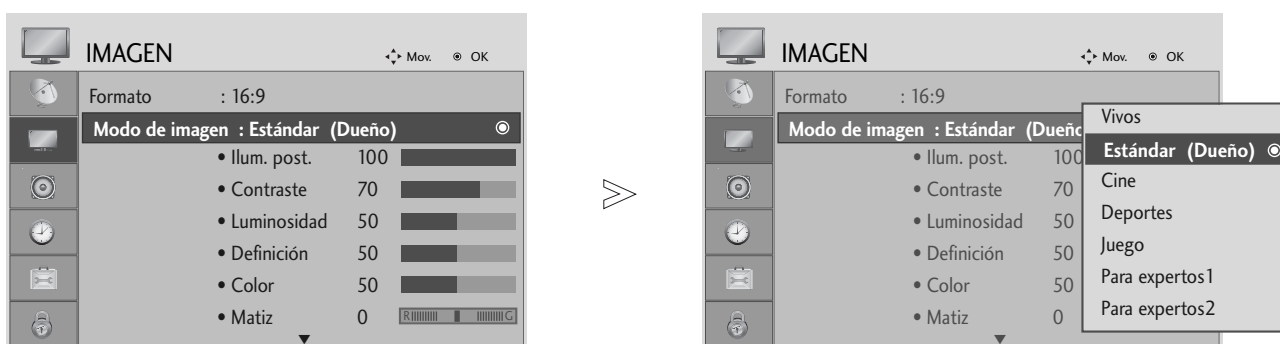 IMAGEN Mov. OK
Formato : 16:9
Modo de imagen : Estándar (Dueño)
• Ilum. post. 100
• Contraste 70
• Luminosidad 50
• Definición 50
• Color 50
• Matiz 0 R G
IMAGEN Mov. OK
Formato : 16:9
Modo de imagen : Estándar (Dueño
• Ilum. post. 100
• Contraste 70
• Luminosidad 50
• Definición 50
• Color 50
• Matiz 0
Vivos
Estándar (Dueño)
Cine
Deportes
Juego
Para expertos1
Para expertos2